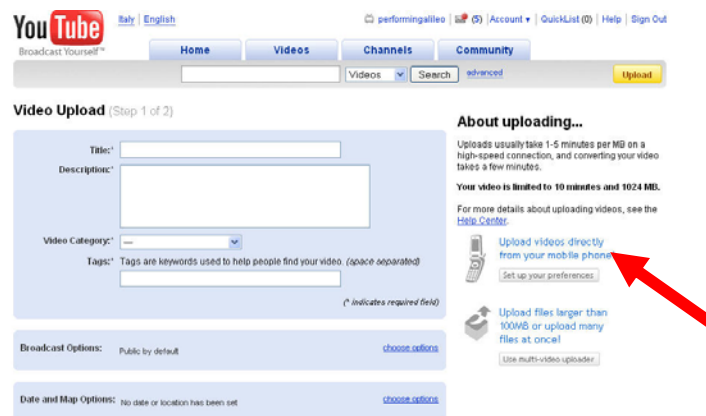 You Tube Italy | English performingalileo | (5) | Account ▾ | QuickList (0) | Help | Sign Out
Broadcast Yourself™ Home Videos Channels Community
Videos Search advanced Upload
Video Upload (Step 1 of 2)
Title:*
Description:*
Video Category:* ---
Tags:* Tags are keywords used to help people find your video. (space separated)
(* indicates required field)
Broadcast Options: Public by default choose options
Date and Map Options: No date or location has been set choose options
About uploading...
Uploads usually take 1-5 minutes per MB on a
high-speed connection, and converting your video
takes a few minutes.
Your video is limited to 10 minutes and 1024 MB.
For more details about uploading videos, see the
Help Center.
Upload videos directly
from your mobile phone
Set up your preferences
Upload files larger than
100MB or upload many
files at once!
Use multi-video uploader